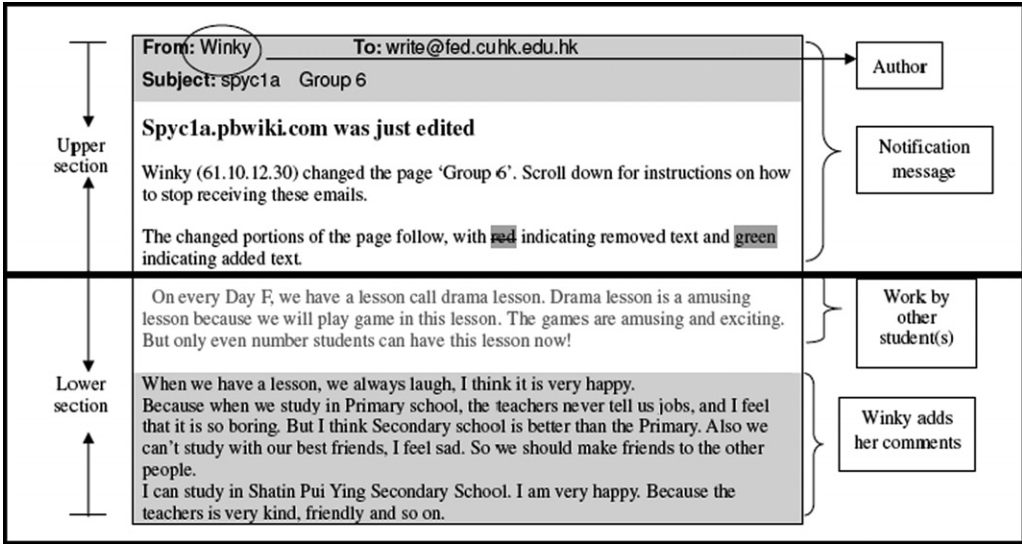 From: Winky To: write@fed.cuhk.edu.hk
Subject: spyc1a Group 6
Author
Spyc1a.pbwiki.com was just edited
Upper
section
Notification
message
Winky (61.10.12.30) changed the page ‘Group 6’. Scroll down for instructions on how
to stop receiving these emails.
The changed portions of the page follow, with red indicating removed text and green
indicating added text.
On every Day F, we have a lesson call drama lesson. Drama lesson is a amusing
lesson because we will play game in this lesson. The games are amusing and exciting.
But only even number students can have this lesson now!
Work by
other
student(s)
Lower
section
When we have a lesson, we always laugh, I think it is very happy.
Because when we study in Primary school, the teachers never tell us jobs, and I feel
that it is so boring. But I think Secondary school is better than the Primary. Also we
can’t study with our best friends, I feel sad. So we should make friends to the other
people.
I can study in Shatin Pui Ying Secondary School. I am very happy. Because the
teachers is very kind, friendly and so on.
Winky adds
her comments